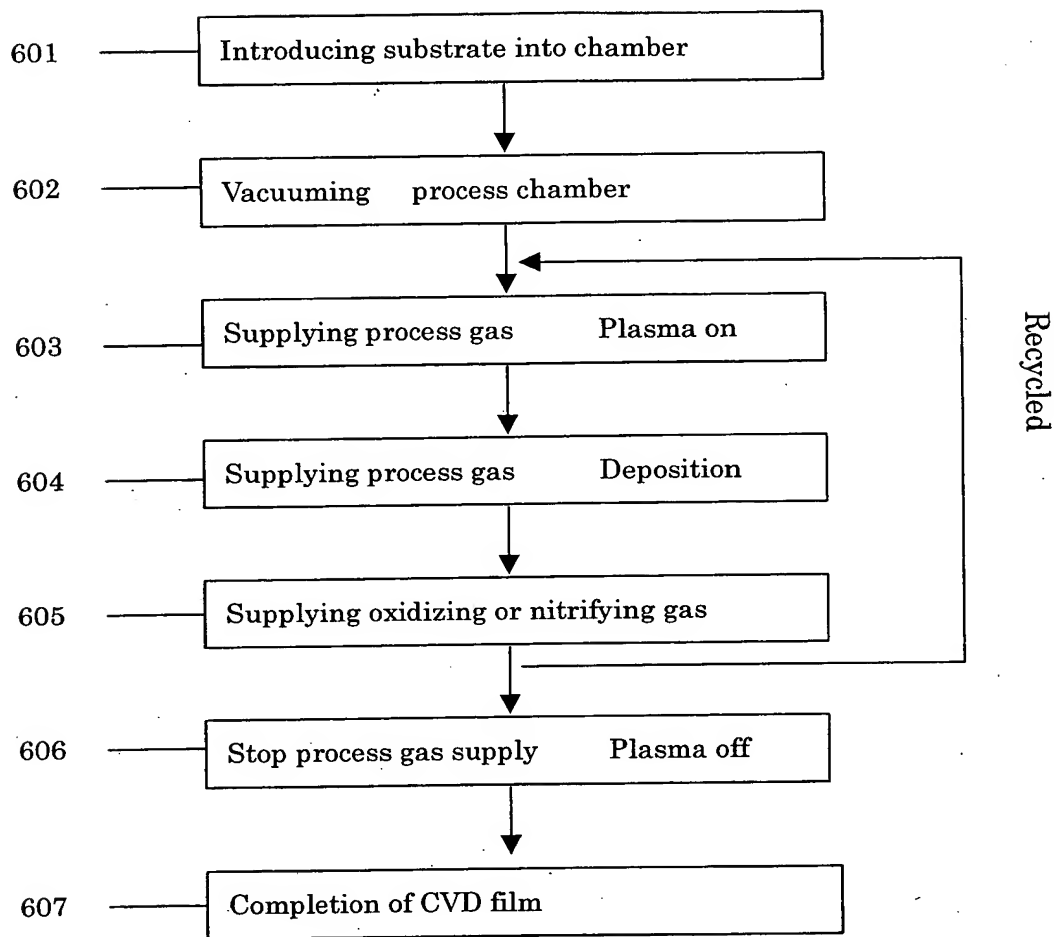 601 Introducing substrate into chamber
602 Vacuuming process chamber
603 Supplying process gas Plasma on
Recycled
604 Supplying process gas Deposition
605 Supplying oxidizing or nitrifying gas
606 Stop process gas supply Plasma off
607 Completion of CVD film